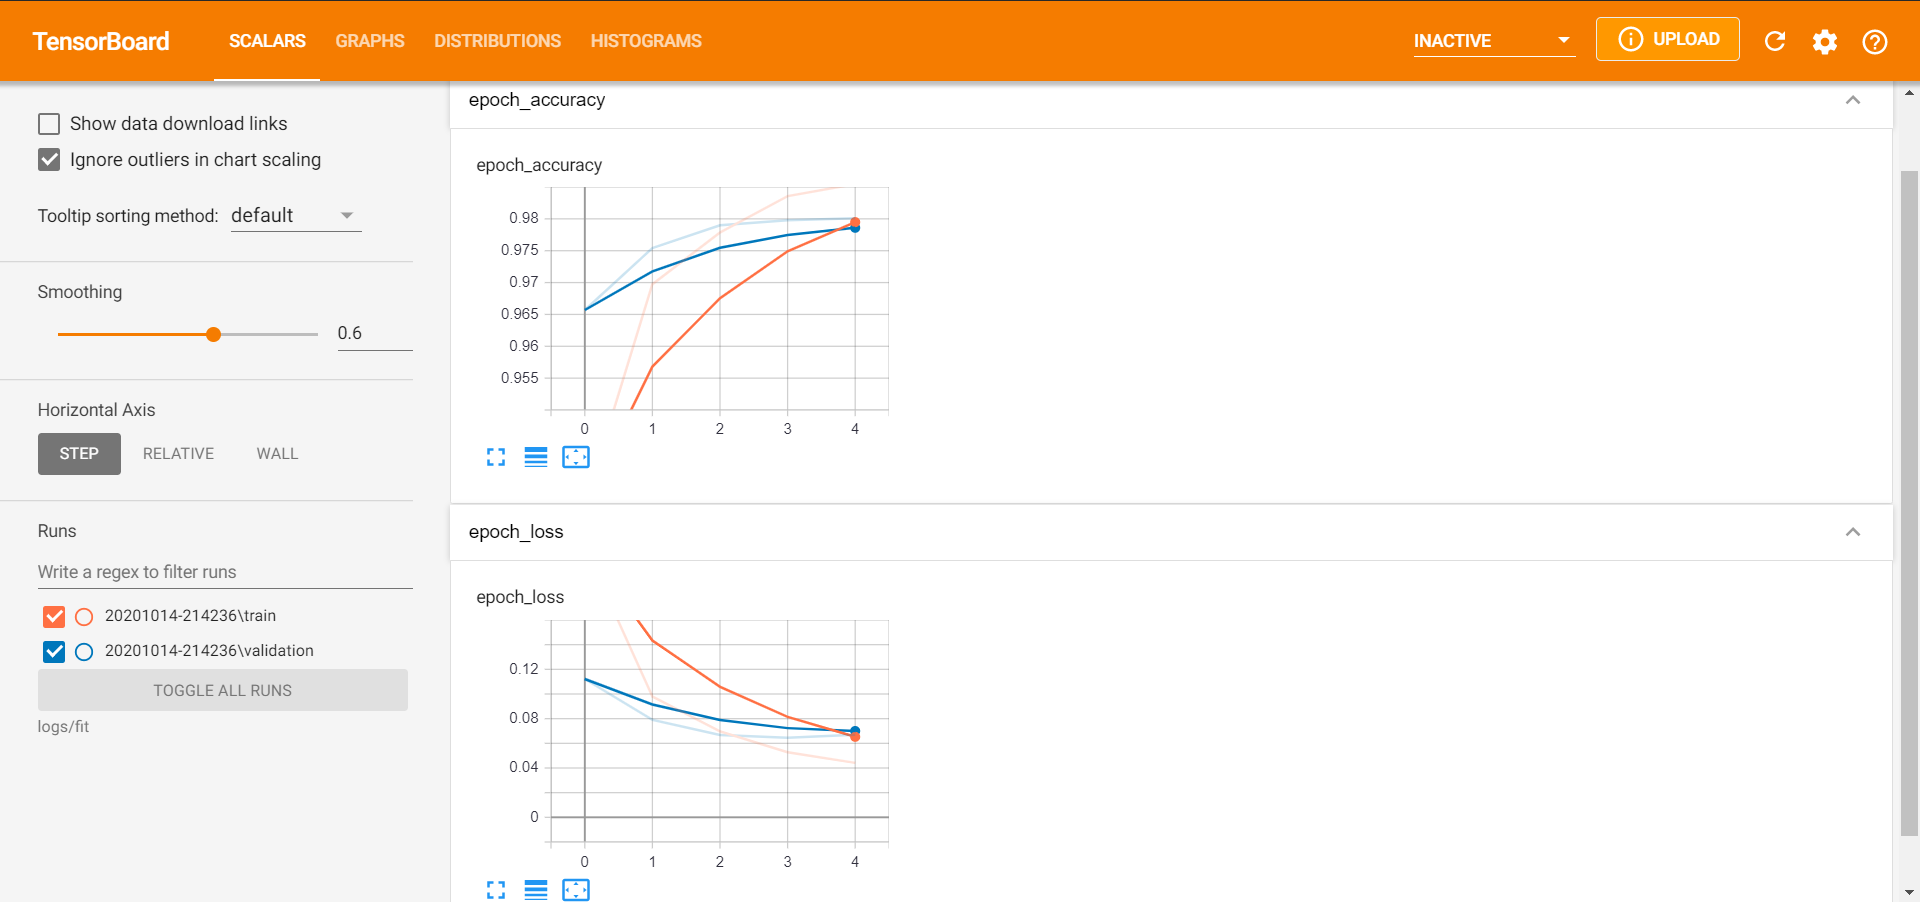 TensorBoard SCALARS GRAPHS DISTRIBUTIONS HISTOGRAMS INACTIVE UPLOAD
Show data download links
Ignore outliers in chart scaling
Tooltip sorting method: default
Smoothing
0.6
Horizontal Axis
STEP RELATIVE WALL
Runs
Write a regex to filter runs
20201014-214236\train
20201014-214236\validation
TOGGLE ALL RUNS
logs/fit
epoch_accuracy
epoch_accuracy
0.98
0.975
0.97
0.965
0.96
0.955
0 1 2 3 4
epoch_loss
epoch_loss
0.12
0.08
0.04
0
0 1 2 3 4